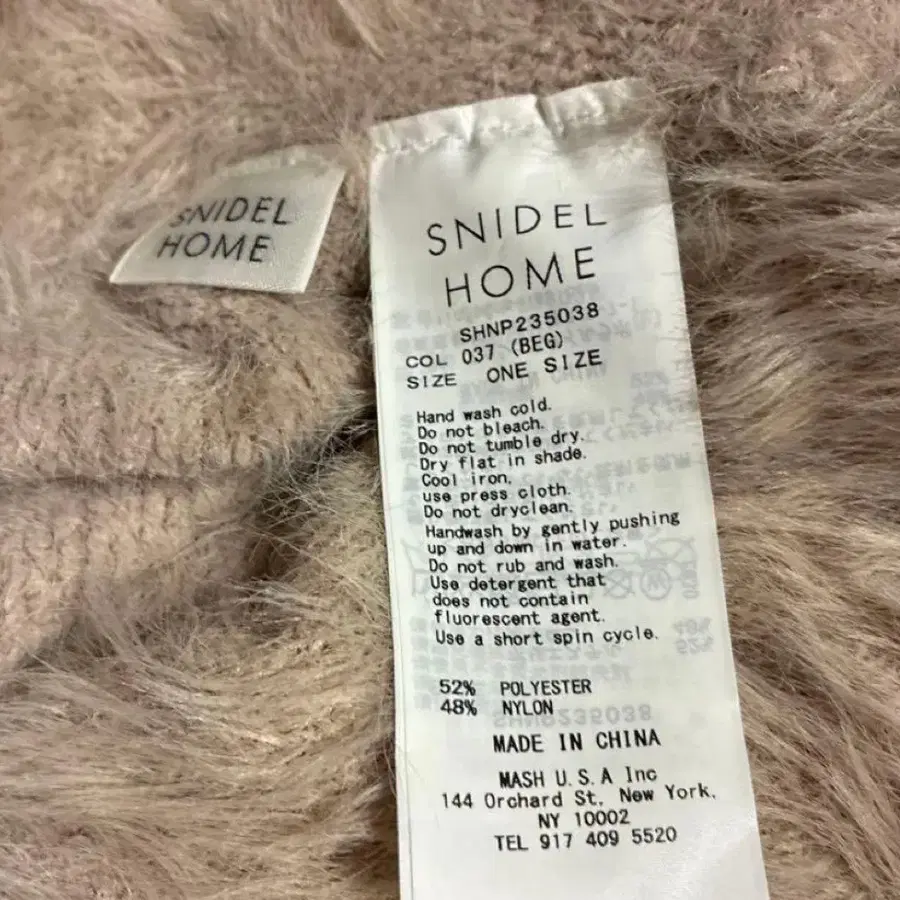 SNIDEL
HOME
SNIDEL
HOME
SHNP235038
COL 037 (BEG)
SIZE ONE SIZE
Hand wash cold.
Do not bleach.
Do not tumble dry.
Dry flat in shade.
Cool iron,
use press cloth.
Do not dryclean.
Handwash by gently pushing
up and down in water.
Do not rub and wash.
Use detergent that
does not contain
fluorescent agent.
Use a short spin cycle.
52% POLYESTER
48% NYLON
MADE IN CHINA
MASH U.S.A Inc
144 Orchard St, New York,
NY 10002
TEL 917 409 5520